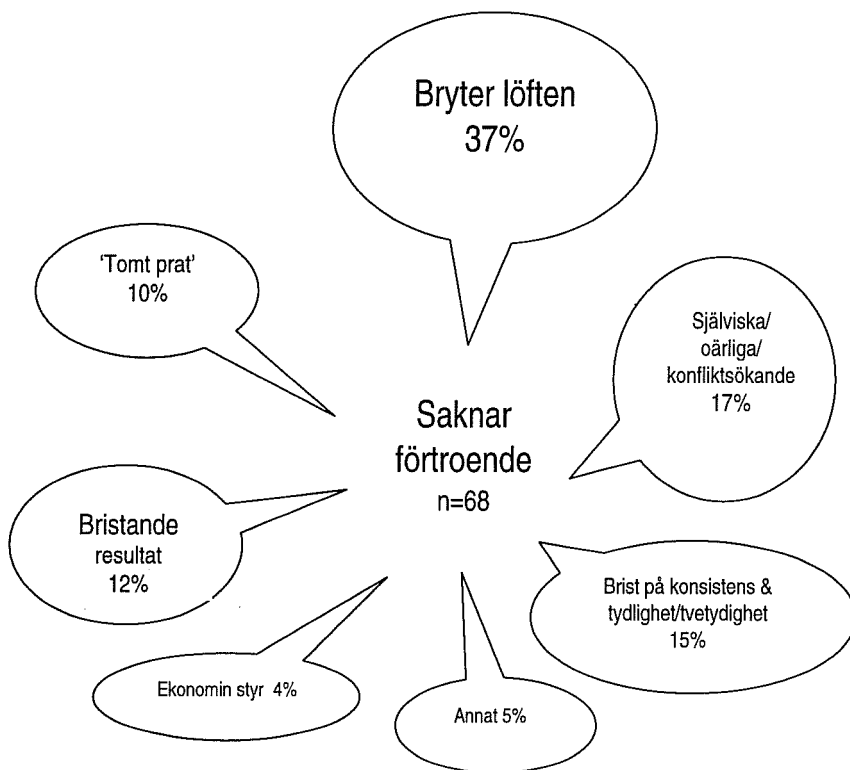 Bryter löften
37%
'Tomt prat'
10%
Själviska/
oärliga/
konfliktsökande
17%
Saknar
förtroende
n=68
Bristande
resultat
12%
Brist på konsistens &
tydlighet/tvetydighet
15%
Ekonomin styr 4%
Annat 5%